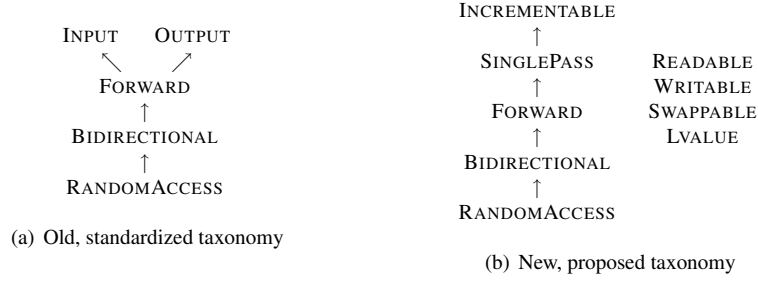 INPUT OUTPUT
FORWARD
BIDIRECTIONAL
RANDOMACCESS
(a) Old, standardized taxonomy
INCREMENTABLE
SINGLEPASS
FORWARD
BIDIRECTIONAL
RANDOMACCESS
READABLE
WRITABLE
SWAPPABLE
LVALUE
(b) New, proposed taxonomy